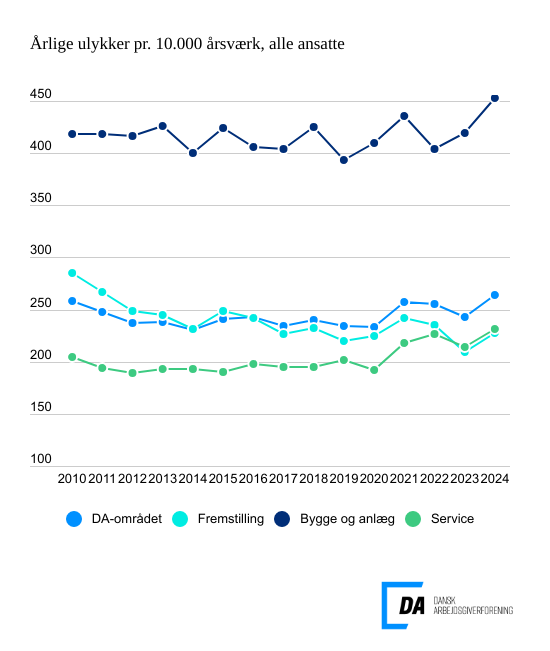 Årlige ulykker pr. 10.000 årsværk, alle ansatte
450
400
350
300
250
200
150
100
2010 2011 2012 2013 2014 2015 2016 2017 2018 2019 2020 2021 2022 2023 2024
DA-området Fremstilling Bygge og anlæg Service
DA DANSK
ARBEJDSGIVERFORENING